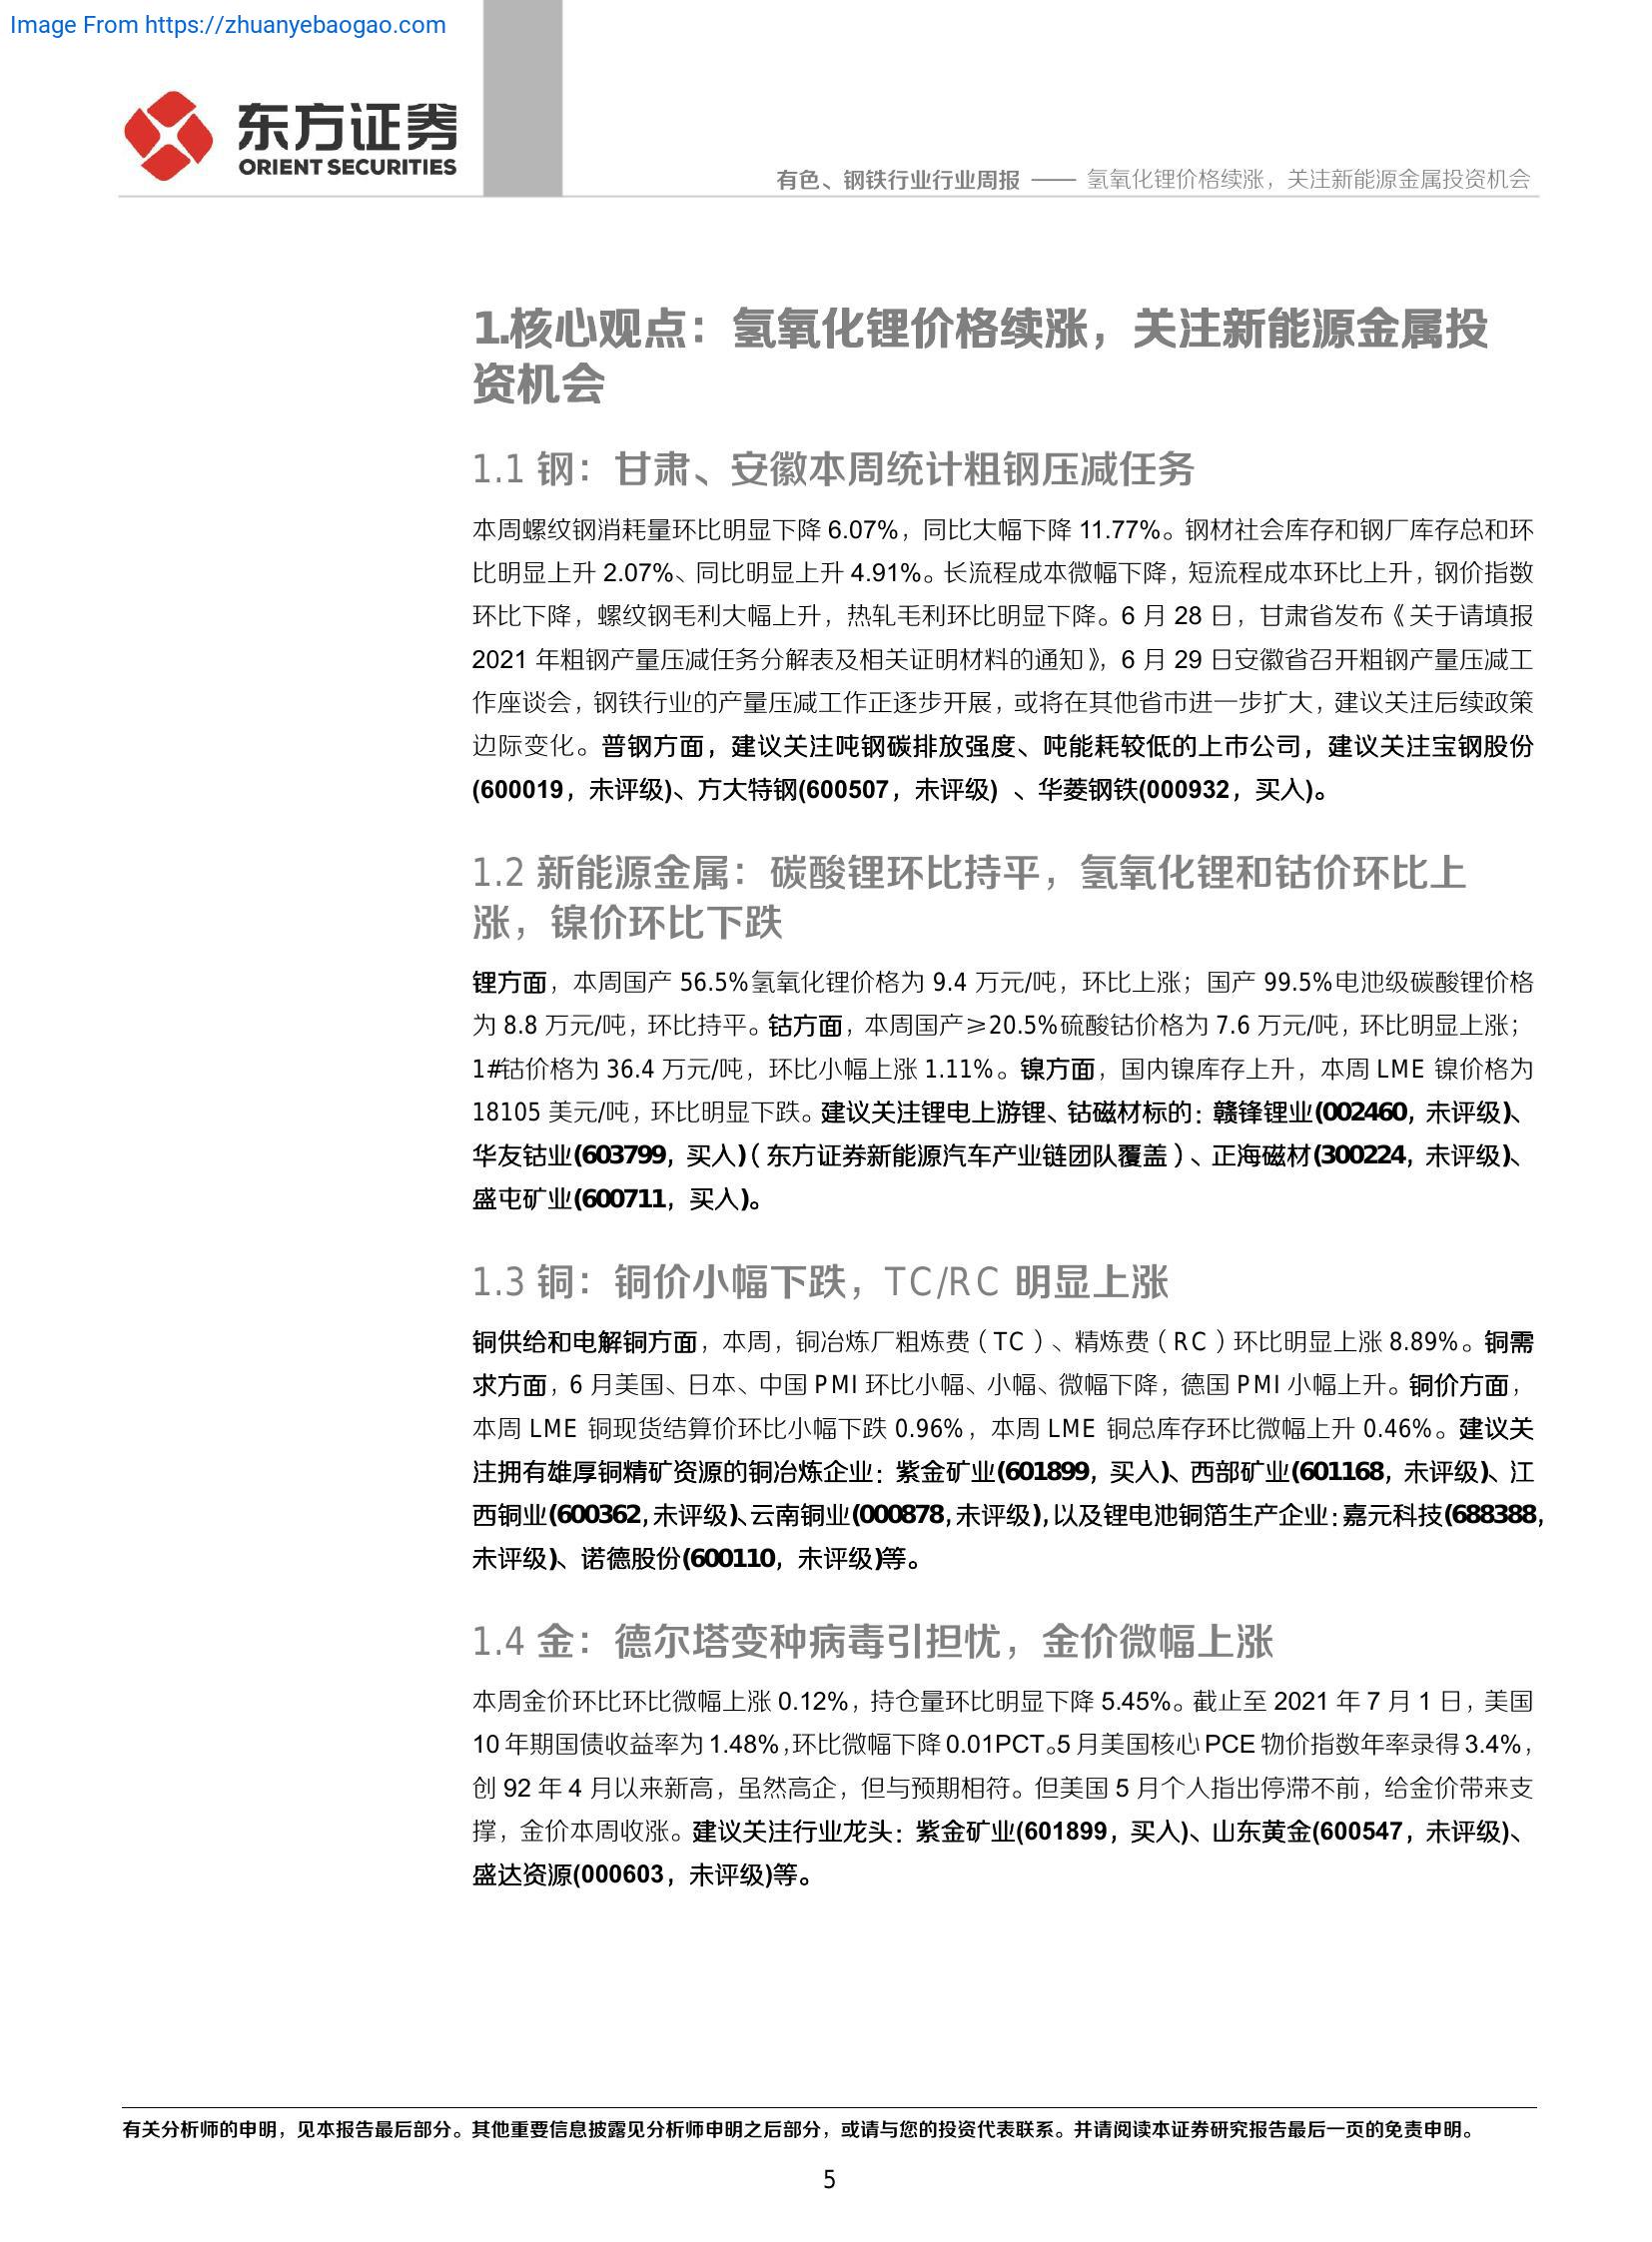 Image From https://zhuanyebaogao.com
东方证券
ORIENT SECURITIES
有色、钢铁行业行业周报 —— 氢氧化锂价格续涨，关注新能源金属投资机会
1.核心观点：氢氧化锂价格续涨，关注新能源金属投
资机会
1.1 钢：甘肃、安徽本周统计粗钢压减任务
本周螺纹钢消耗量环比明显下降 6.07%，同比大幅下降 11.77%。钢材社会库存和钢厂库存总和环
比明显上升 2.07%、同比明显上升 4.91%。长流程成本微幅下降，短流程成本环比上升，钢价指数
环比下降，螺纹钢毛利大幅上升，热轧毛利环比明显下降。6 月 28 日，甘肃省发布《关于请填报
2021 年粗钢产量压减任务分解表及相关证明材料的通知》，6 月 29 日安徽省召开粗钢产量压减工
作座谈会，钢铁行业的产量压减工作正逐步开展，或将在其他省市进一步扩大，建议关注后续政策
边际变化。普钢方面，建议关注吨钢碳排放强度、吨能耗较低的上市公司，建议关注宝钢股份
(600019，未评级)、方大特钢(600507，未评级) 、华菱钢铁(000932，买入)。
1.2 新能源金属：碳酸锂环比持平，氢氧化锂和钴价环比上
涨，镍价环比下跌
锂方面，本周国产 56.5%氢氧化锂价格为 9.4 万元/吨，环比上涨；国产 99.5%电池级碳酸锂价格
为 8.8 万元/吨，环比持平。钴方面，本周国产≥20.5%硫酸钴价格为 7.6 万元/吨，环比明显上涨；
1#钴价格为 36.4 万元/吨，环比小幅上涨 1.11%。镍方面，国内镍库存上升，本周 LME 镍价格为
18105 美元/吨，环比明显下跌。建议关注锂电上游锂、钴磁材标的：赣锋锂业(002460，未评级)、
华友钴业(603799，买入)（东方证券新能源汽车产业链团队覆盖）、正海磁材(300224，未评级)、
盛屯矿业(600711，买入)。
1.3 铜：铜价小幅下跌，TC/RC 明显上涨
铜供给和电解铜方面，本周，铜冶炼厂粗炼费（TC）、精炼费（RC）环比明显上涨 8.89%。铜需
求方面，6 月美国、日本、中国 PMI 环比小幅、小幅、微幅下降，德国 PMI 小幅上升。铜价方面，
本周 LME 铜现货结算价环比小幅下跌 0.96%，本周 LME 铜总库存环比微幅上升 0.46%。建议关
注拥有雄厚铜精矿资源的铜冶炼企业：紫金矿业(601899，买入)、西部矿业(601168，未评级)、江
西铜业(600362，未评级)、云南铜业(000878，未评级)，以及锂电池铜箔生产企业：嘉元科技(688388，
未评级)、诺德股份(600110，未评级)等。
1.4 金：德尔塔变种病毒引担忧，金价微幅上涨
本周金价环比环比微幅上涨 0.12%，持仓量环比明显下降 5.45%。截止至 2021 年 7 月 1 日，美国
10 年期国债收益率为 1.48%，环比微幅下降 0.01PCT。5 月美国核心 PCE 物价指数年率录得 3.4%，
创 92 年 4 月以来新高，虽然高企，但与预期相符。但美国 5 月个人指出停滞不前，给金价带来支
撑，金价本周收涨。建议关注行业龙头：紫金矿业(601899，买入)、山东黄金(600547，未评级)、
盛达资源(000603，未评级)等。
有关分析师的申明，见本报告最后部分。其他重要信息披露见分析师申明之后部分，或请与您的投资代表联系。并请阅读本证券研究报告最后一页的免责申明。
5